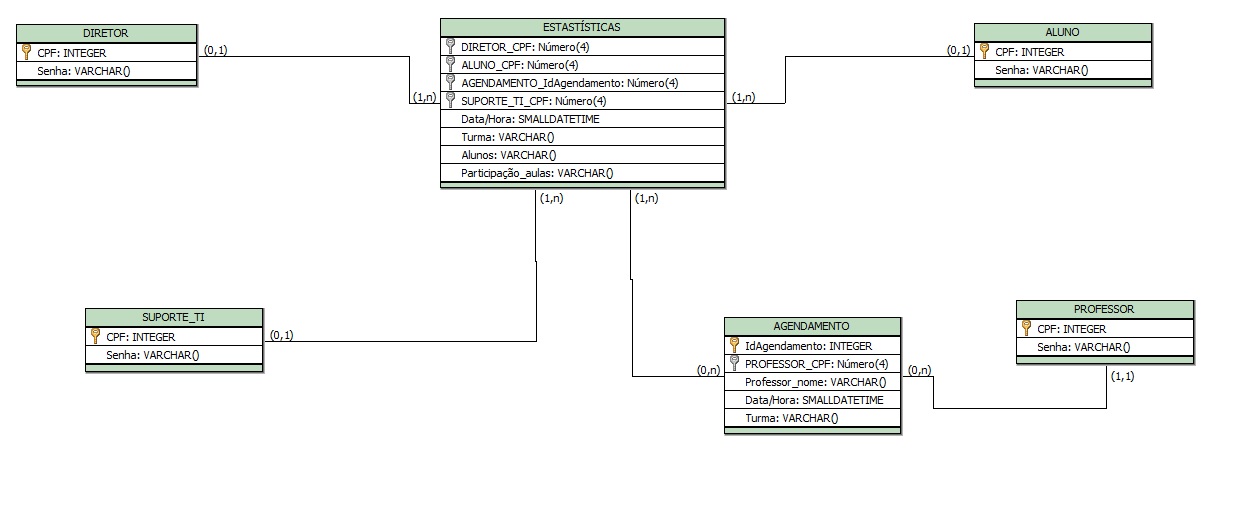 DIRETOR
CPF: INTEGER
Senha: VARCHAR()
(0,1)
(1,n)
ESTASTÍSTICAS
DIRETOR_CPF: Número(4)
ALUNO_CPF: Número(4)
AGENDAMENTO_IdAgendamento: Número(4)
SUPORTE_TI_CPF: Número(4)
Data/Hora: SMALLDATETIME
Turma: VARCHAR()
Alunos: VARCHAR()
Participação_aulas: VARCHAR()
(1,n)
(0,1)
ALUNO
CPF: INTEGER
Senha: VARCHAR()
(1,n)
(1,n)
SUPORTE_TI
CPF: INTEGER
Senha: VARCHAR()
(0,1)
(0,n)
AGENDAMENTO
IdAgendamento: INTEGER
PROFESSOR_CPF: Número(4)
Professor_nome: VARCHAR()
Data/Hora: SMALLDATETIME
Turma: VARCHAR()
(0,n)
PROFESSOR
CPF: INTEGER
Senha: VARCHAR()
(1,1)